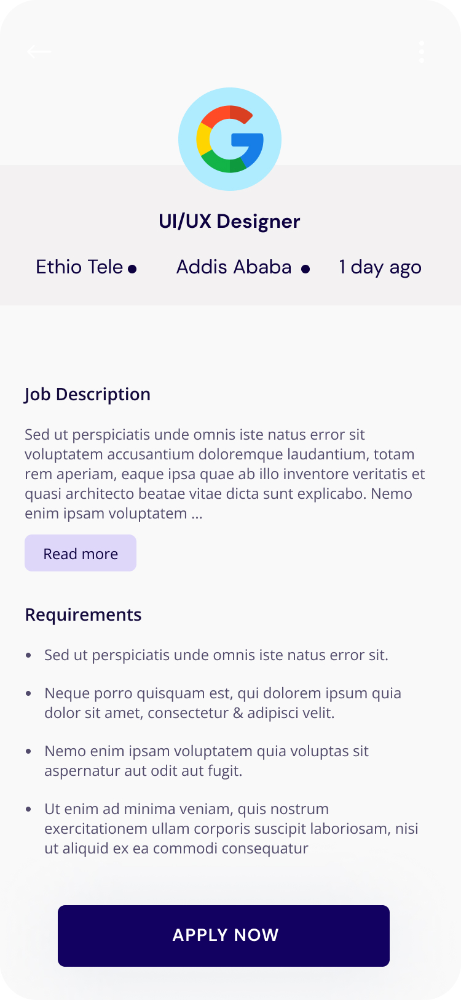 UI/UX Designer
Ethio Tele ● Addis Ababa ● 1 day ago
Job Description
Sed ut perspiciatis unde omnis iste natus error sit
voluptatem accusantium doloremque laudantium, totam
rem aperiam, eaque ipsa quae ab illo inventore veritatis et
quasi architecto beatae vitae dicta sunt explicabo. Nemo
enim ipsam voluptatem ...
Read more
Requirements
• Sed ut perspiciatis unde omnis iste natus error sit.
• Neque porro quisquam est, qui dolorem ipsum quia
dolor sit amet, consectetur & adipisci velit.
• Nemo enim ipsam voluptatem quia voluptas sit
aspernatur aut odit aut fugit.
• Ut enim ad minima veniam, quis nostrum
exercitationem ullam corporis suscipit laboriosam, nisi
ut aliquid ex ea commodi consequatur
APPLY NOW